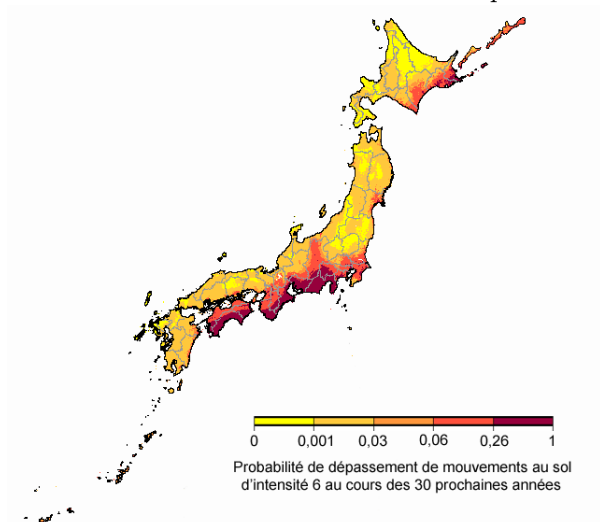 0 0,001 0,03 0,06 0,26 1
Probabilité de dépassement de mouvements au sol
d'intensité 6 au cours des 30 prochaines années